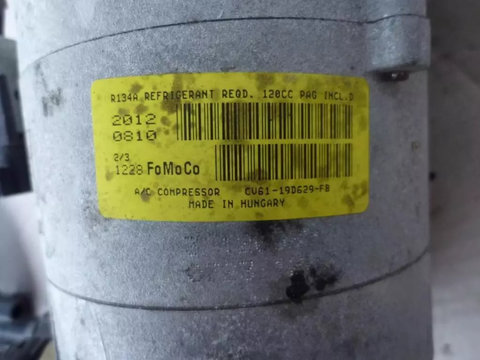 R134A REFRIGERANT REQD. 120CC PAG INCL.D
2012
0810
2/3
1228 FoMoCo
A/C COMPRESSOR CV61-19D629-FB
MADE IN HUNGARY